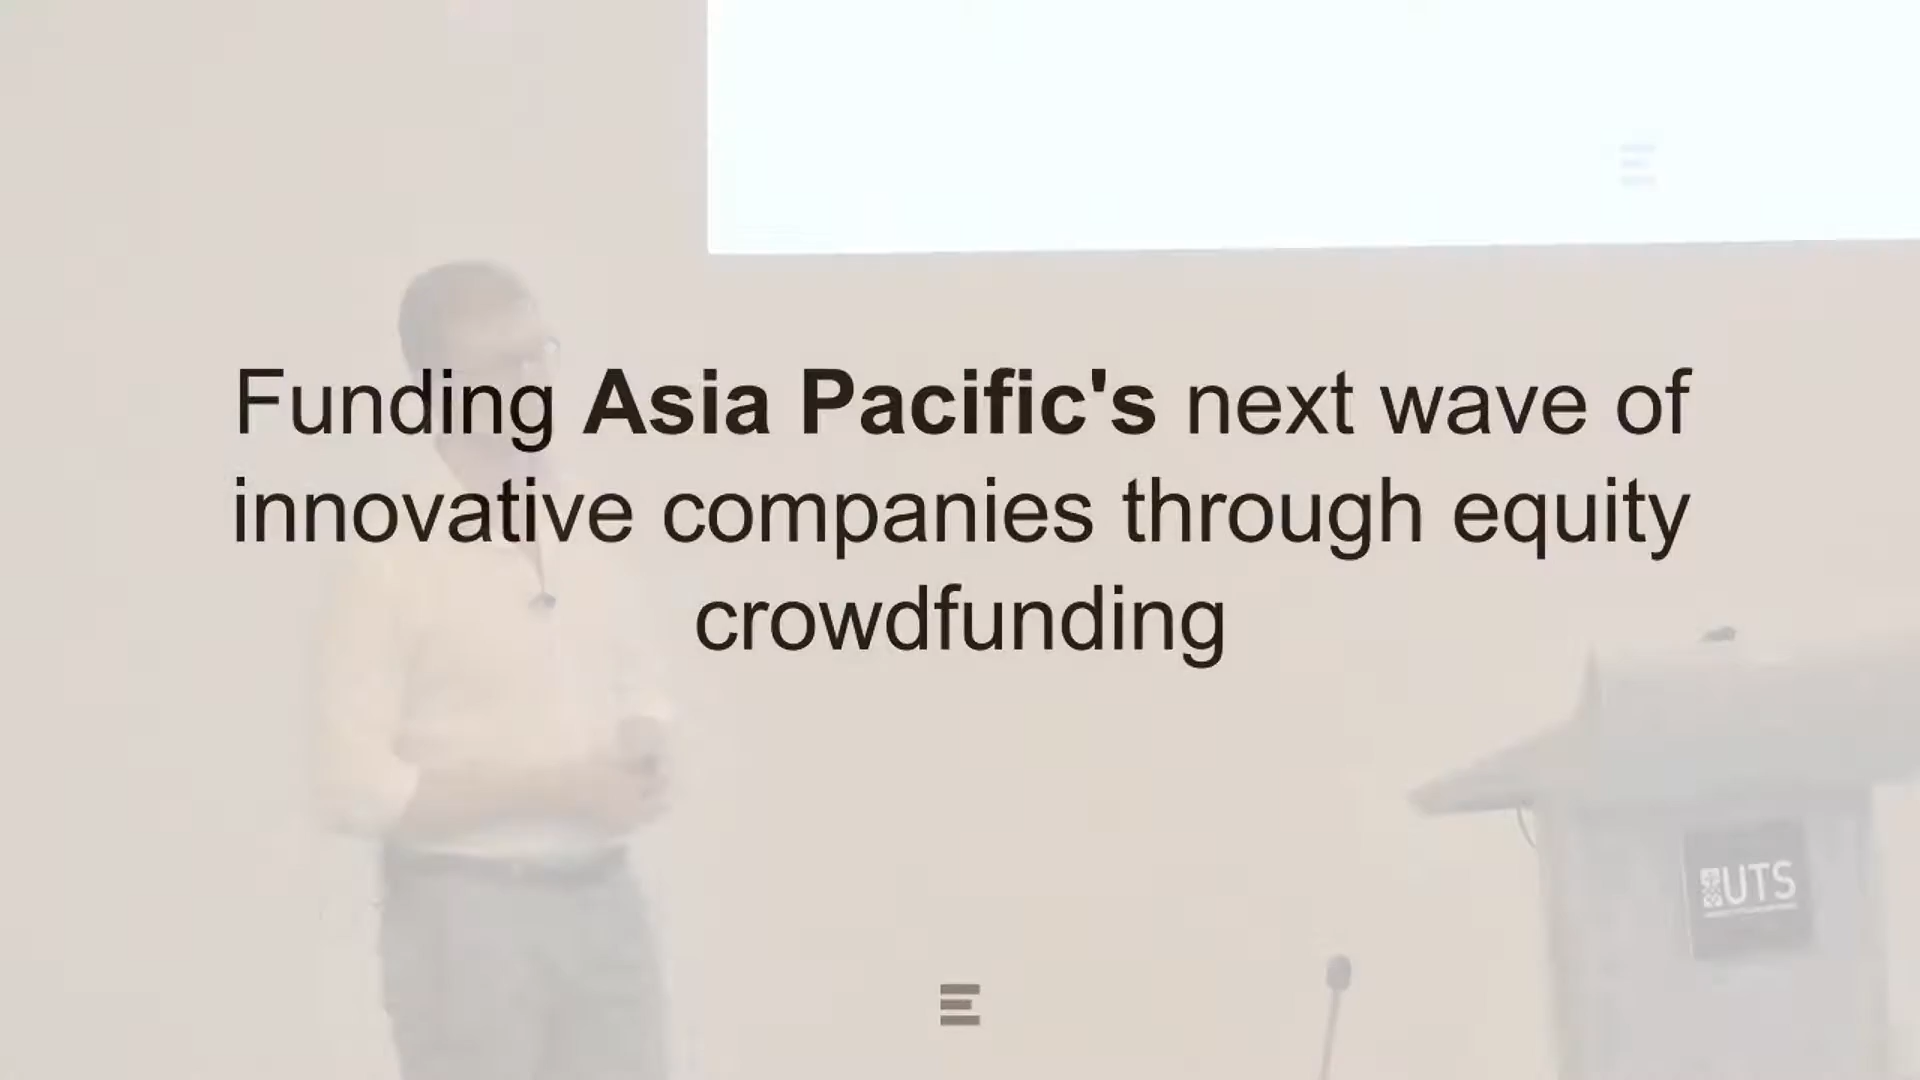 Funding Asia Pacific's next wave of
innovative companies through equity
crowdfunding
UTS